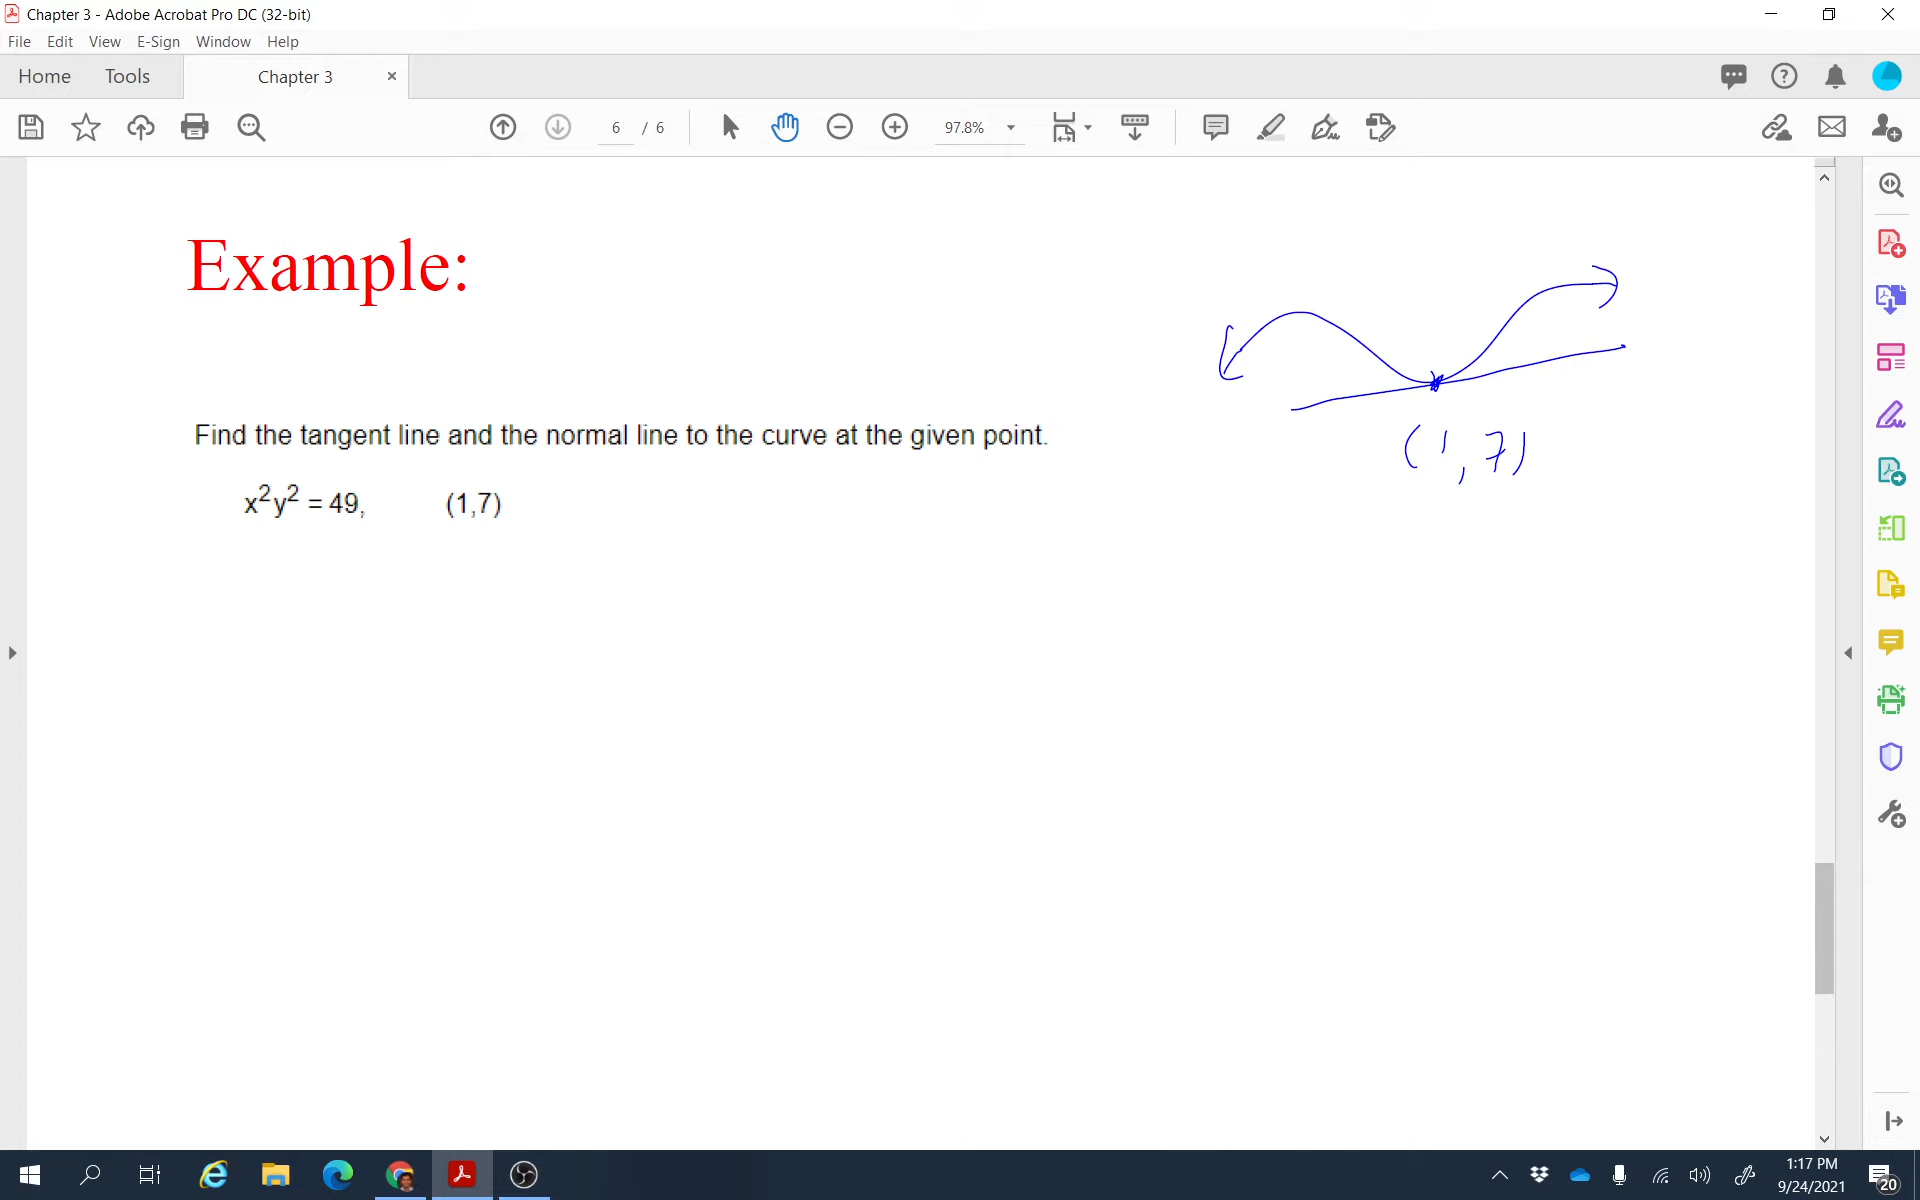 Chapter 3 - Adobe Acrobat Pro DC (32-bit)
File Edit View E-Sign Window Help
Home Tools Chapter 3
6 / 6 97.8%
Example:
(1, 7)
Find the tangent line and the normal line to the curve at the given point.
x²y² = 49, (1,7)
1:17 PM
9/24/2021
20